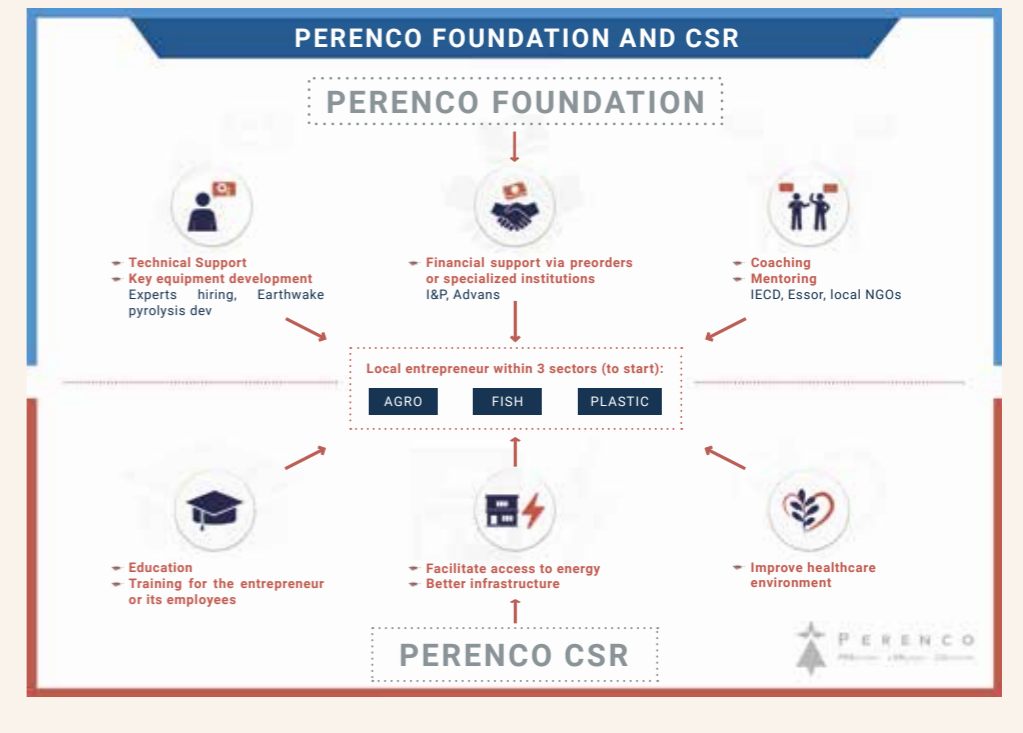 PERENCO FOUNDATION AND CSR
PERENCO FOUNDATION
Technical Support
Key equipment development
Experts hiring, Earthwake
pyrolysis dev
Financial support via preorders
or specialized institutions
I&P, Advans
Coaching
Mentoring
IECD, Essor, local NGOs
Local entrepreneur within 3 sectors (to start):
AGRO
FISH
PLASTIC
Education
Training for the entrepreneur
or its employees
Facilitate access to energy
Better infrastructure
Improve healthcare
environment
PERENCO CSR
PERENCO